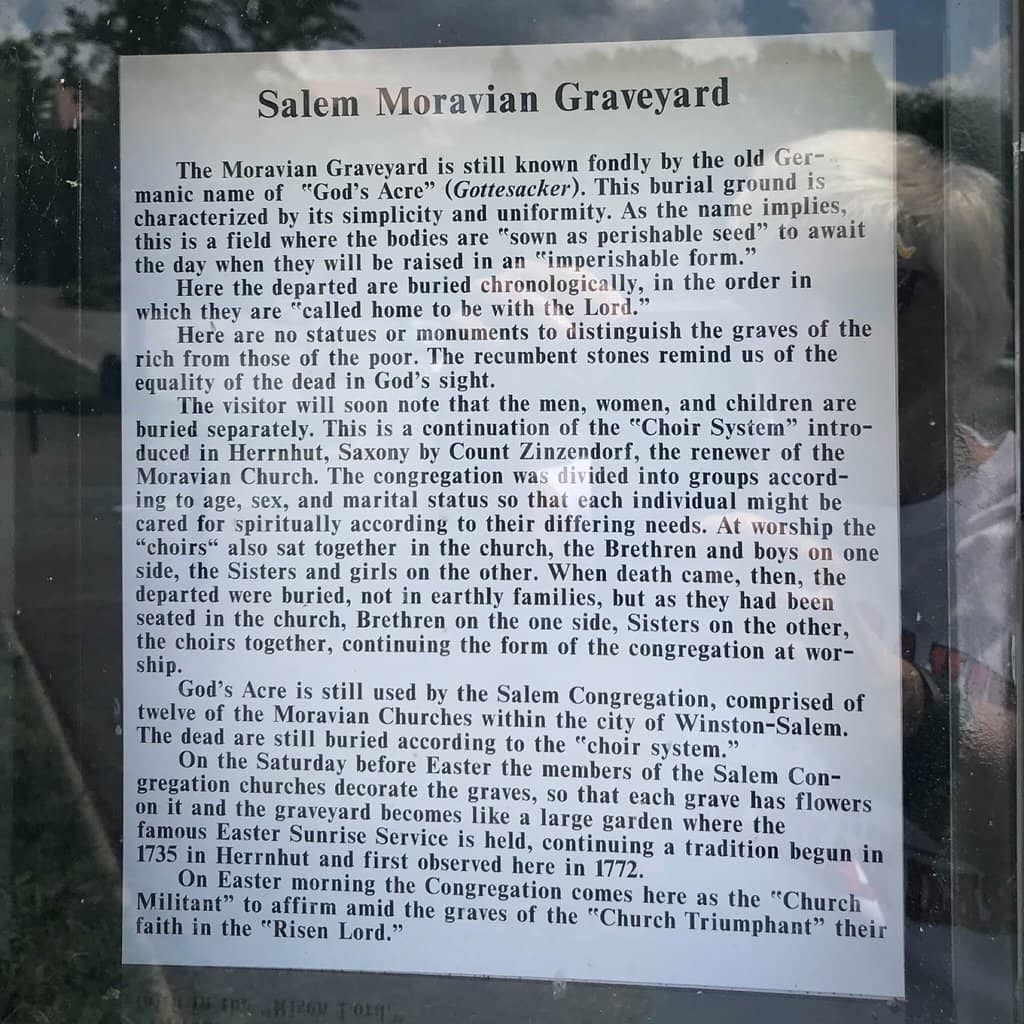 Salem Moravian Graveyard
The Moravian Graveyard is still known fondly by the old Ger-
manic name of "God's Acre" (Gottesacker). This burial ground is
characterized by its simplicity and uniformity. As the name implies,
this is a field where the bodies are "sown as perishable seed" to await
the day when they will be raised in an "imperishable form."
Here the departed are buried chronologically, in the order in
which they are "called home to be with the Lord."
Here are no statues or monuments to distinguish the graves of the
rich from those of the poor. The recumbent stones remind us of the
equality of the dead in God's sight.
The visitor will soon note that the men, women, and children are
buried separately. This is a continuation of the "Choir System" intro-
duced in Herrnhut, Saxony by Count Zinzendorf, the renewer of the
Moravian Church. The congregation was divided into groups accord-
ing to age, sex, and marital status so that each individual might be
cared for spiritually according to their differing needs. At worship the
"choirs" also sat together in the church, the Brethren and boys on one
side, the Sisters and girls on the other. When death came, then, the
departed were buried, not in earthly families, but as they had been
seated in the church, Brethren on the one side, Sisters on the other,
the choirs together, continuing the form of the congregation at wor-
ship.
God's Acre is still used by the Salem Congregation, comprised of
twelve of the Moravian Churches within the city of Winston-Salem.
The dead are still buried according to the "choir system."
On the Saturday before Easter the members of the Salem Con-
gregation churches decorate the graves, so that each grave has flowers
on it and the graveyard becomes like a large garden where the
famous Easter Sunrise Service is held, continuing a tradition begun in
1735 in Herrnhut and first observed here in 1772.
On Easter morning the Congregation comes here as the "Church
Militant" to affirm amid the graves of the "Church Triumphant" their
faith in the "Risen Lord."